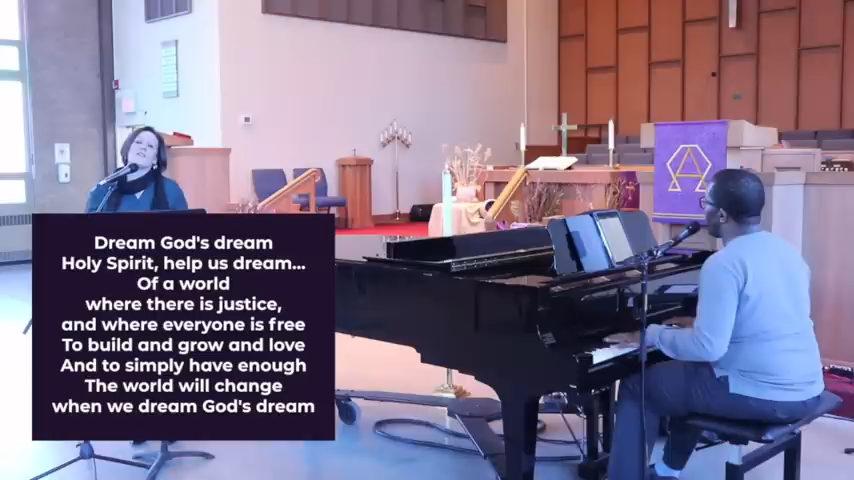 Dream God's dream
Holy Spirit, help us dream...
Of a world
where there is justice,
and where everyone is free
To build and grow and love
And to simply have enough
The world will change
when we dream God's dream